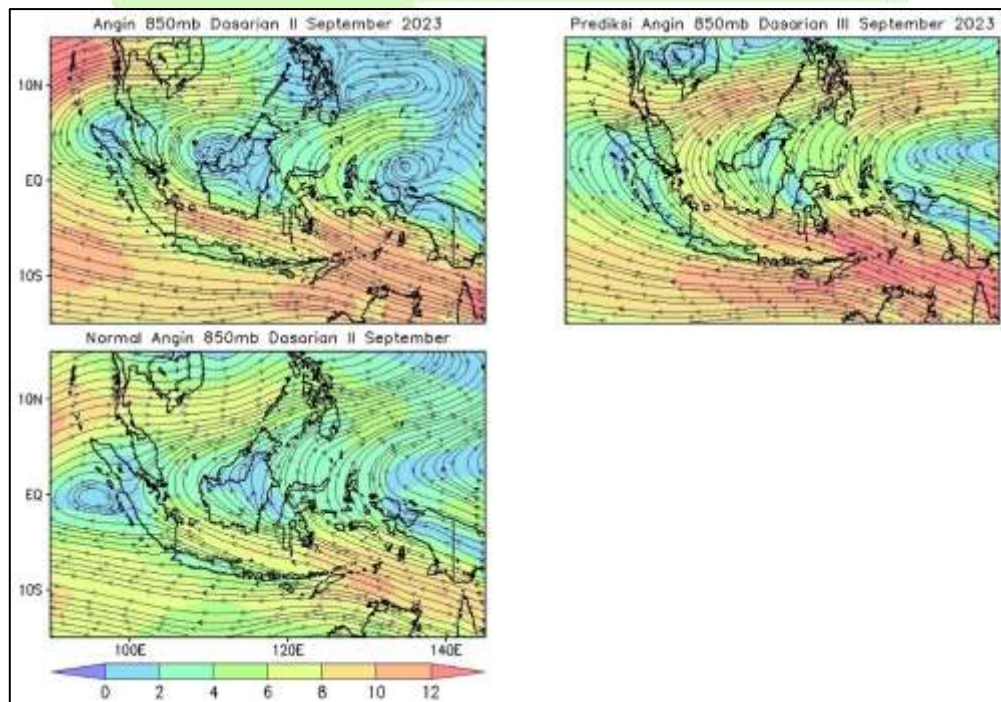 Angin 850mb Dasarian II September 2023
Prediksi Angin 850mb Dasarian III September 2023
10N
EQ
10S
Normal Angin 850mb Dasarian II September
10N
EQ
10S
100E 120E 140E
0 2 4 6 8 10 12